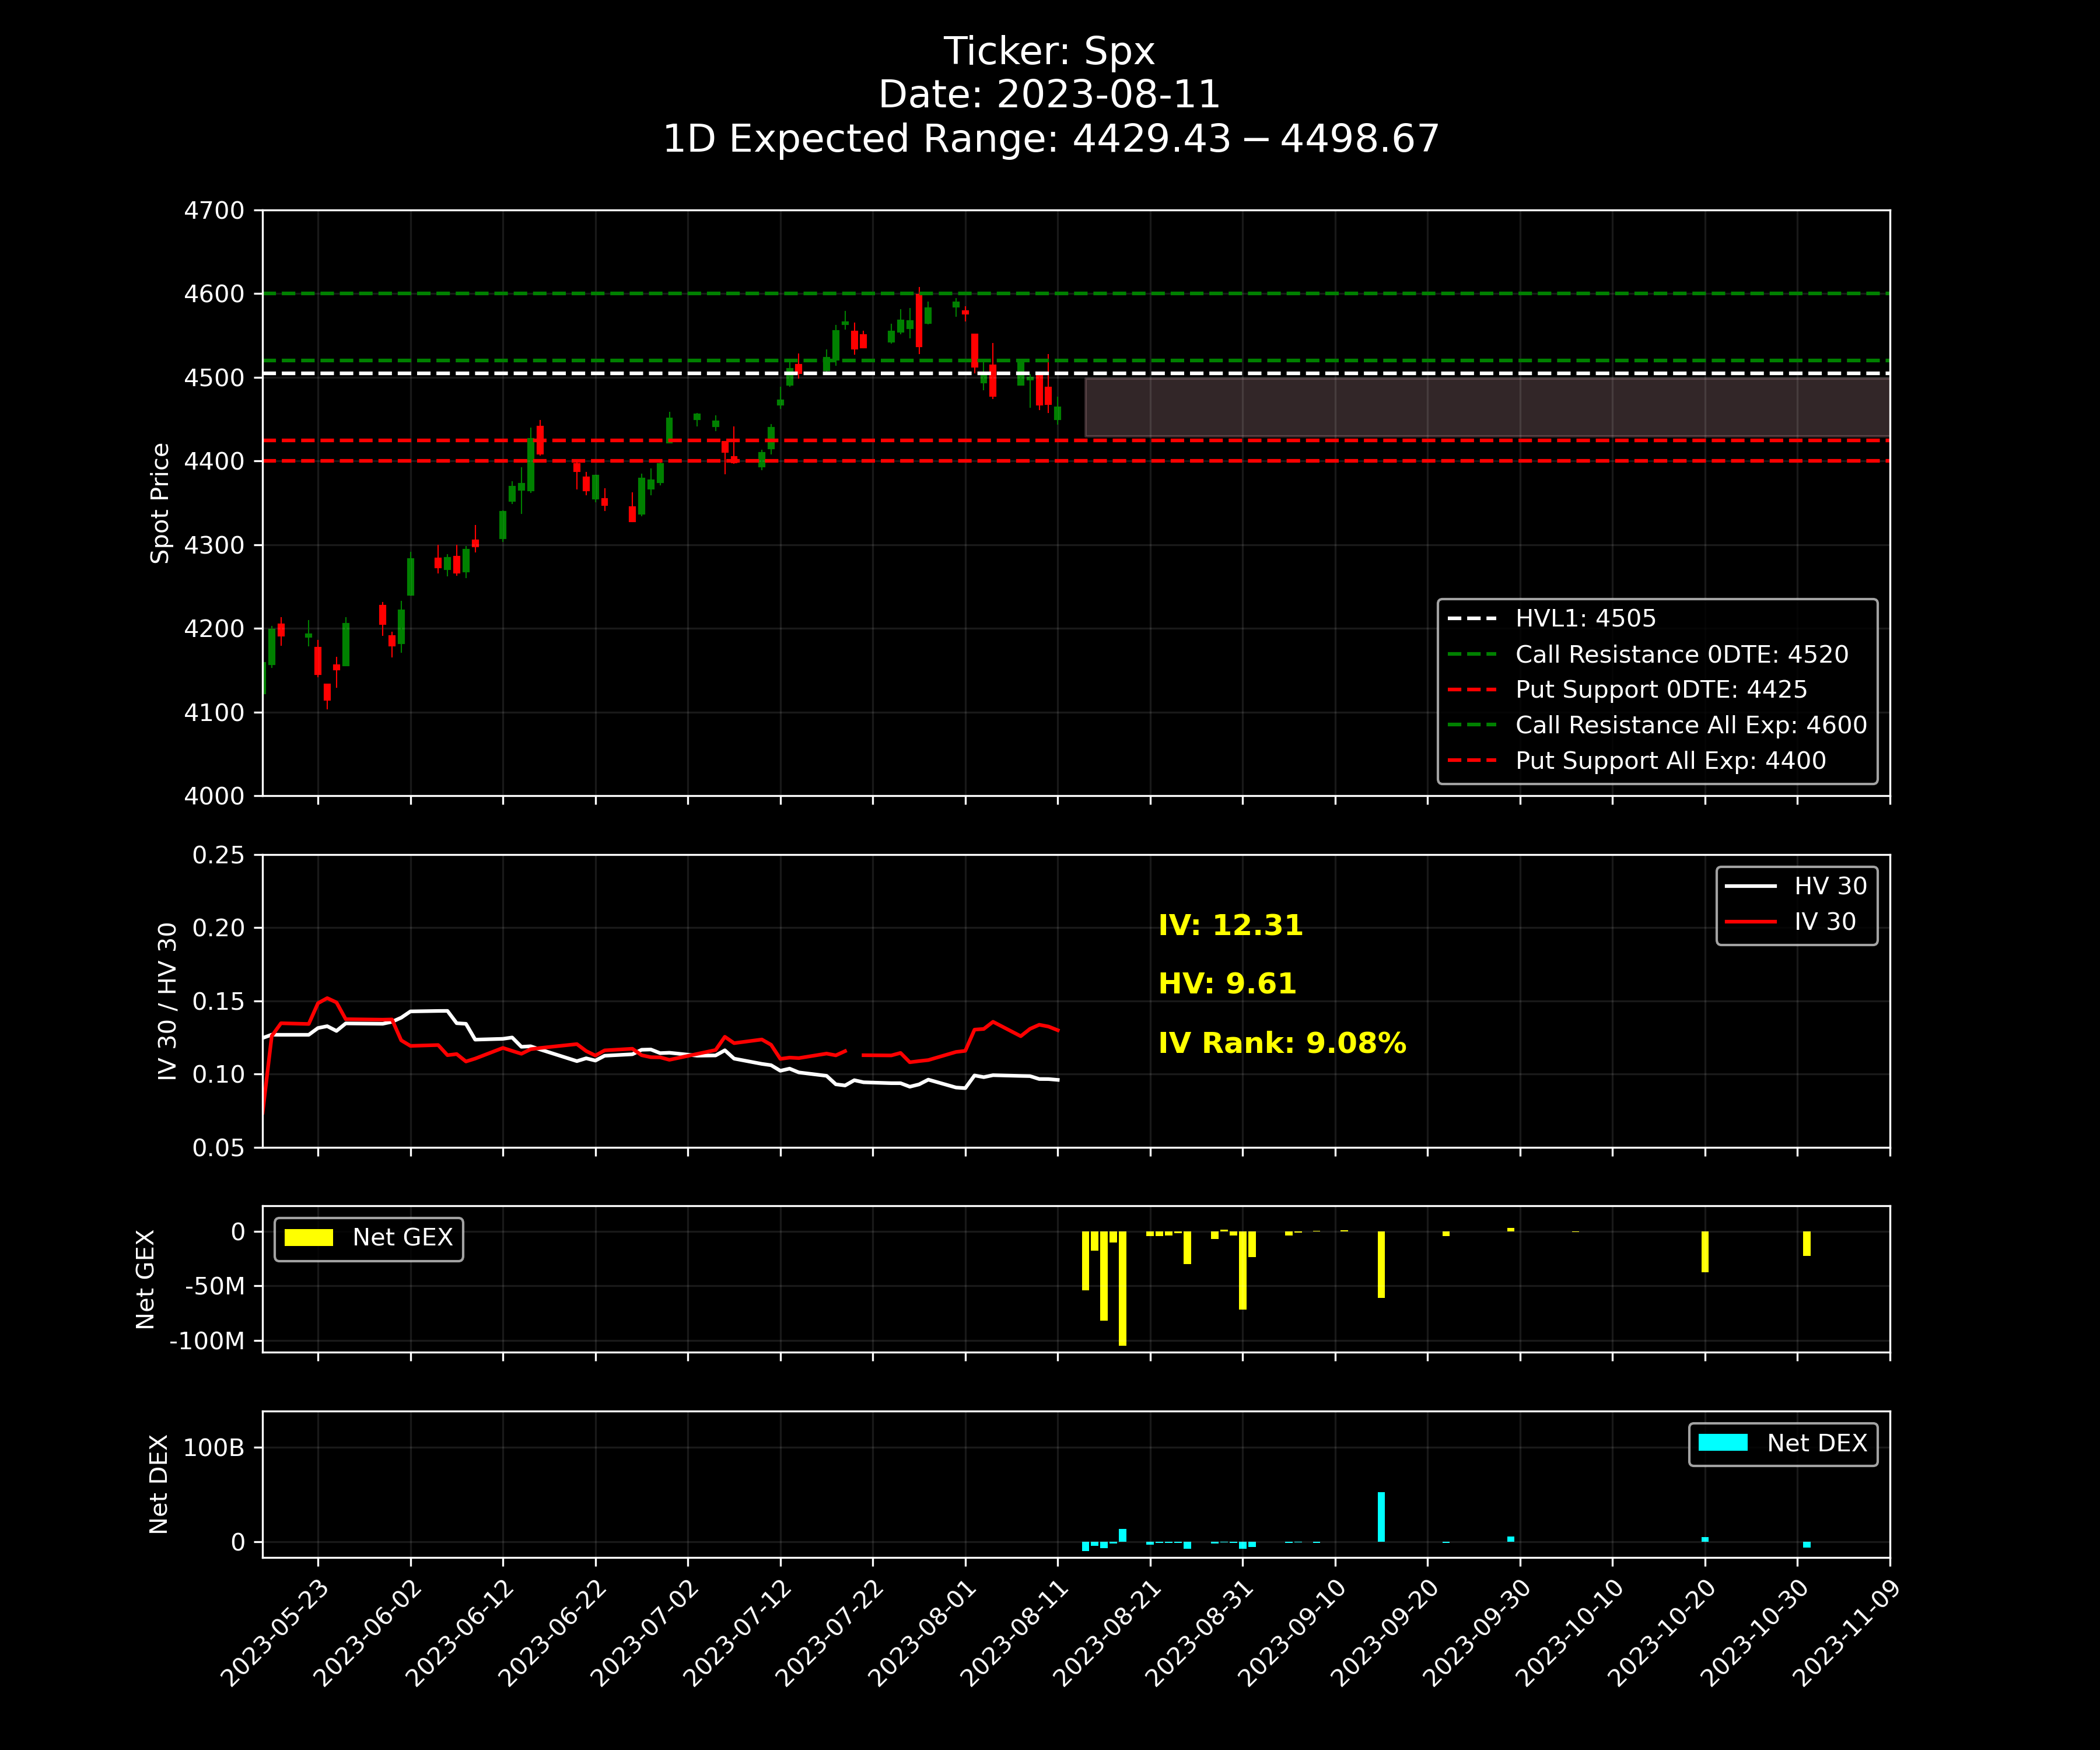 Ticker: Spx
Date: 2023-08-11
1D Expected Range: 4429.43 − 4498.67
4700
4600
4500
4400
4300
4200
4100
4000
Spot Price
HVL1: 4505
Call Resistance 0DTE: 4520
Put Support 0DTE: 4425
Call Resistance All Exp: 4600
Put Support All Exp: 4400
0.25
0.20
0.15
0.10
0.05
IV 30 / HV 30
IV: 12.31
HV: 9.61
IV Rank: 9.08%
HV 30
IV 30
0
-50M
-100M
Net GEX
Net GEX
100B
0
Net DEX
Net DEX
2023-05-23
2023-06-02
2023-06-12
2023-06-22
2023-07-02
2023-07-12
2023-07-22
2023-08-01
2023-08-11
2023-08-21
2023-08-31
2023-09-10
2023-09-20
2023-09-30
2023-10-10
2023-10-20
2023-10-30
2023-11-09